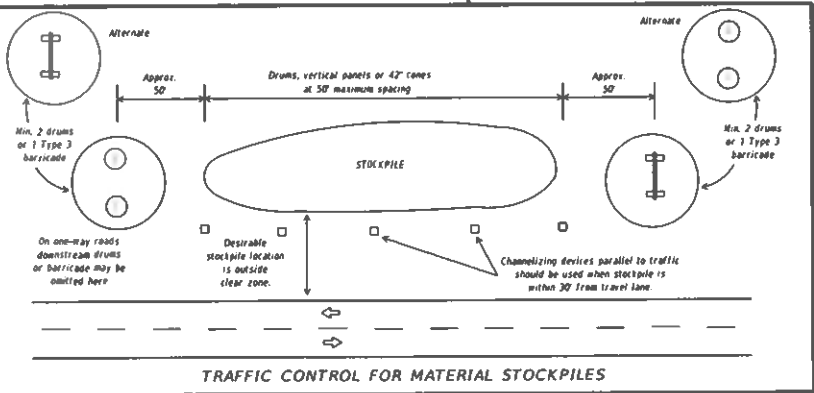 Alternate
Alternate
Approx.
50'
Drums, vertical panels or 42" cones
at 50' maximum spacing
Approx.
50'
Min. 2 drums
or 1 Type 3
barricade
Min. 2 drums
or 1 Type 3
barricade
STOCKPILE
On one-way roads
downstream drums
or barricade may be
omitted here
Desirable
stockpile location
is outside
clear zone.
Channelizing devices parallel to traffic
should be used when stockpile is
within 30' from travel lane.
TRAFFIC CONTROL FOR MATERIAL STOCKPILES